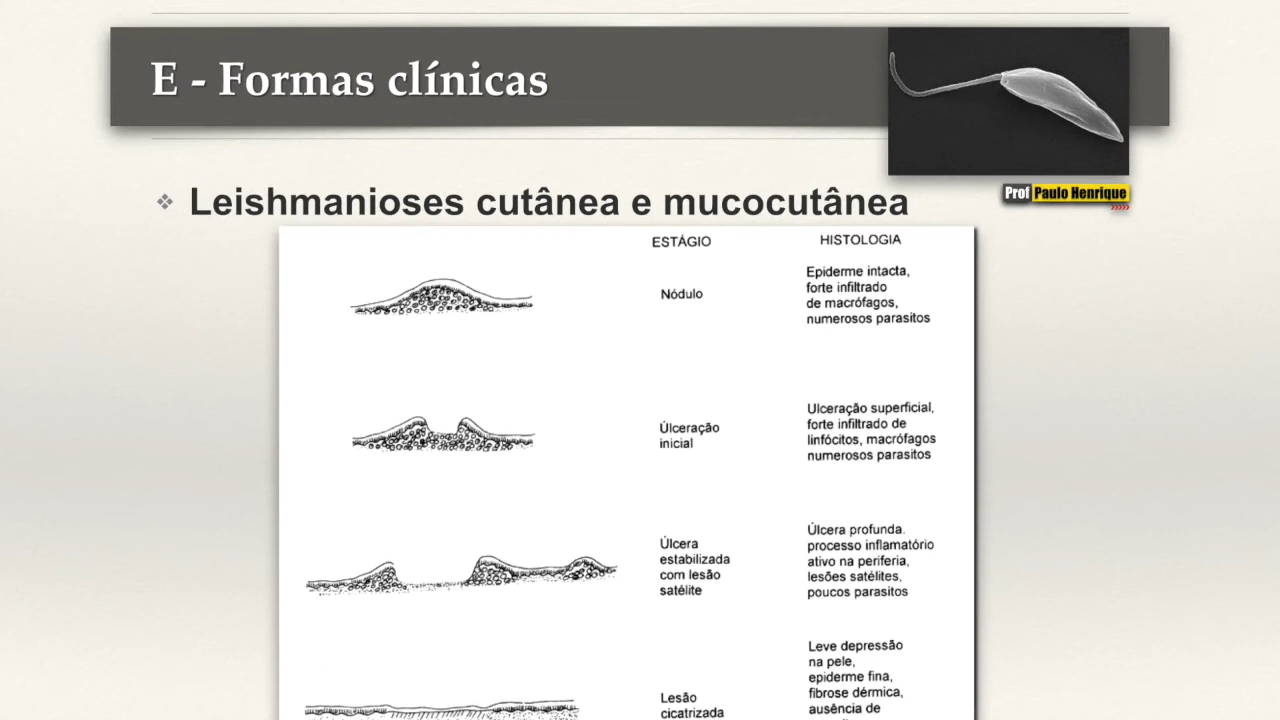 E - Formas clínicas
Prof Paulo Henrique
Leishmanioses cutânea e mucocutânea
ESTÁGIO
HISTOLOGIA
Nódulo
Epiderme intacta,
forte infiltrado
de macrófagos,
numerosos parasitos
Úlceração
inicial
Ulceração superficial,
forte infiltrado de
linfócitos, macrófagos
numerosos parasitos
Úlcera
estabilizada
com lesão
satélite
Úlcera profunda.
processo inflamatório
ativo na periferia,
lesões satélites,
poucos parasitos
Lesão
cicatrizada
Leve depressão
na pele,
epiderme fina,
fibrose dérmica,
ausência de